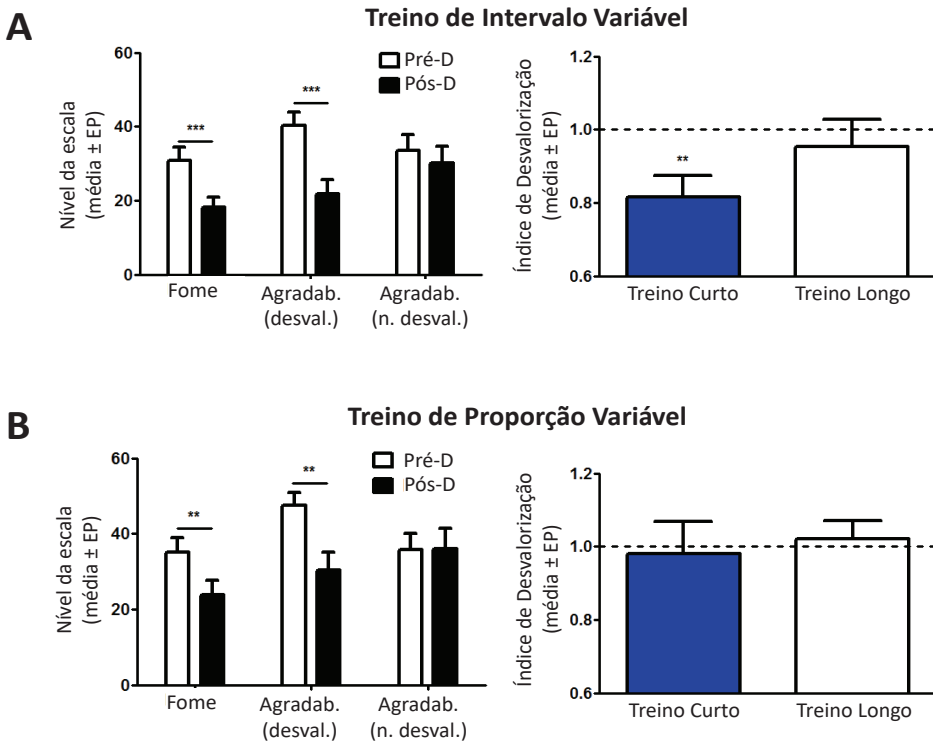 A
Treino de Intervalo Variável
Nível da escala
(média ± EP)
60
40
20
0
Pré-D
Pós-D
***
***
Fome
Agradab.
(desval.)
Agradab.
(n. desval.)
Índice de Desvalorização
(média ± EP)
1.2
1.0
0.8
0.6
**
Treino Curto
Treino Longo
B
Treino de Proporção Variável
Nível da escala
(média ± EP)
60
40
20
0
Pré-D
Pós-D
**
**
Fome
Agradab.
(desval.)
Agradab.
(n. desval.)
Índice de Desvalorização
(média ± EP)
1.2
1.0
0.8
0.6
Treino Curto
Treino Longo